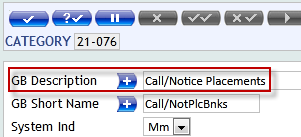 CATEGORY 21-076
GB Description Call/Notice Placements
GB Short Name Call/NotPlcBnks
System Ind Mm